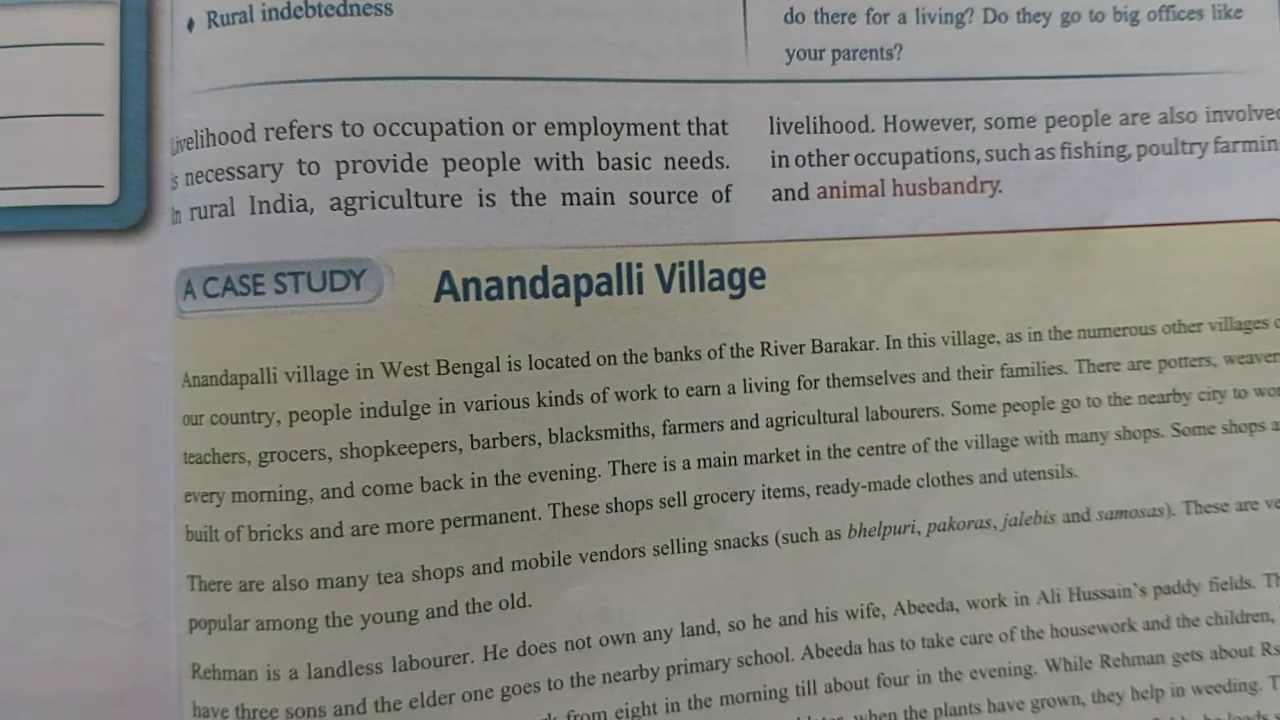 ♦ Rural indebtedness
do there for a living? Do they go to big offices like
your parents?
Livelihood refers to occupation or employment that
is necessary to provide people with basic needs.
In rural India, agriculture is the main source of
livelihood. However, some people are also involved
in other occupations, such as fishing, poultry farmin
and animal husbandry.
A CASE STUDY
Anandapalli Village
Anandapalli village in West Bengal is located on the banks of the River Barakar. In this village, as in the numerous other villages
our country, people indulge in various kinds of work to earn a living for themselves and their families. There are potters, weaver
teachers, grocers, shopkeepers, barbers, blacksmiths, farmers and agricultural labourers. Some people go to the nearby city to wo
every morning, and come back in the evening. There is a main market in the centre of the village with many shops. Some shops a
built of bricks and are more permanent. These shops sell grocery items, ready-made clothes and utensils.
There are also many tea shops and mobile vendors selling snacks (such as bhelpuri, pakoras, jalebis and samosas). These are ve
popular among the young and the old.
Rehman is a landless labourer. He does not own any land, so he and his wife, Abeeda, work in Ali Hussain's paddy fields. Th
have three sons and the elder one goes to the nearby primary school. Abeeda has to take care of the housework and the children,
from eight in the morning till about four in the evening. While Rehman gets about Rs
when the plants have grown, they help in weeding.